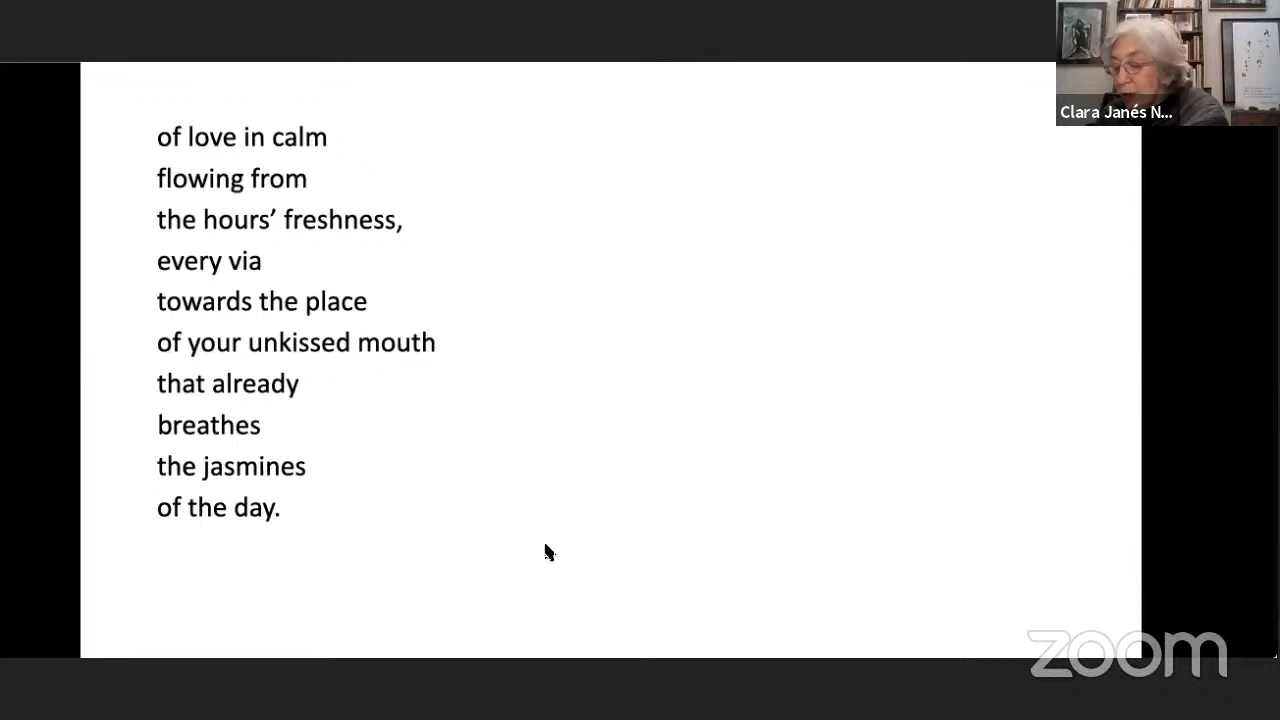 of love in calm
flowing from
the hours’ freshness,
every via
towards the place
of your unkissed mouth
that already
breathes
the jasmines
of the day.
Clara Janés N...
zoom